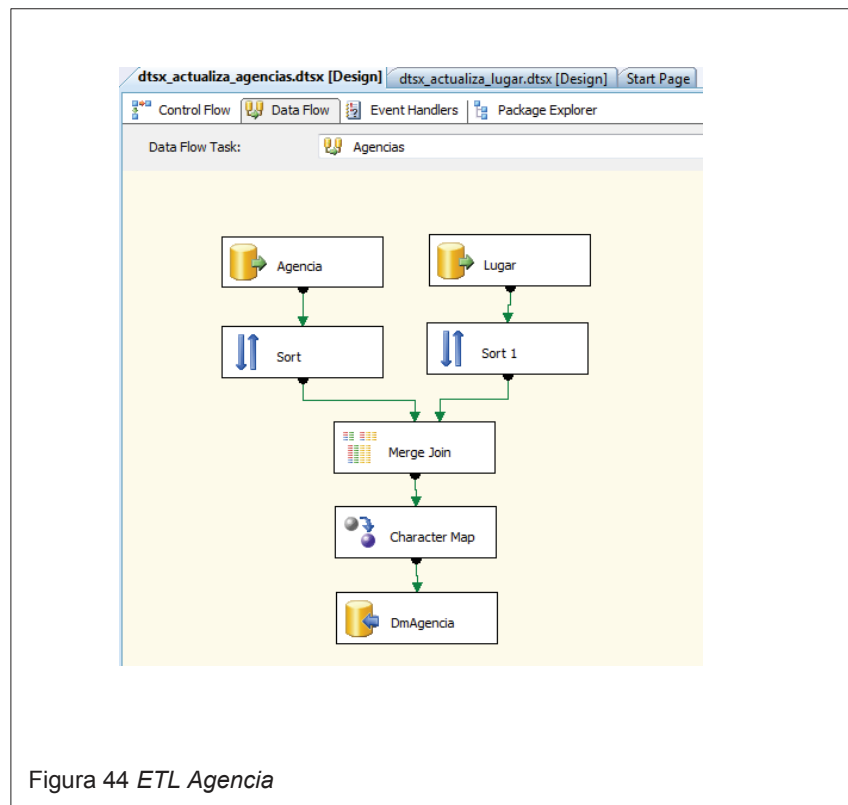 dtsx_actualiza_agencias.dtsx [Design] dtsx_actualiza_lugar.dtsx [Design] Start Page
Control Flow Data Flow Event Handlers Package Explorer
Data Flow Task: Agencias
Agencia Lugar
Sort Sort 1
Merge Join
Character Map
DmAgencia
Figura 44 ETL Agencia